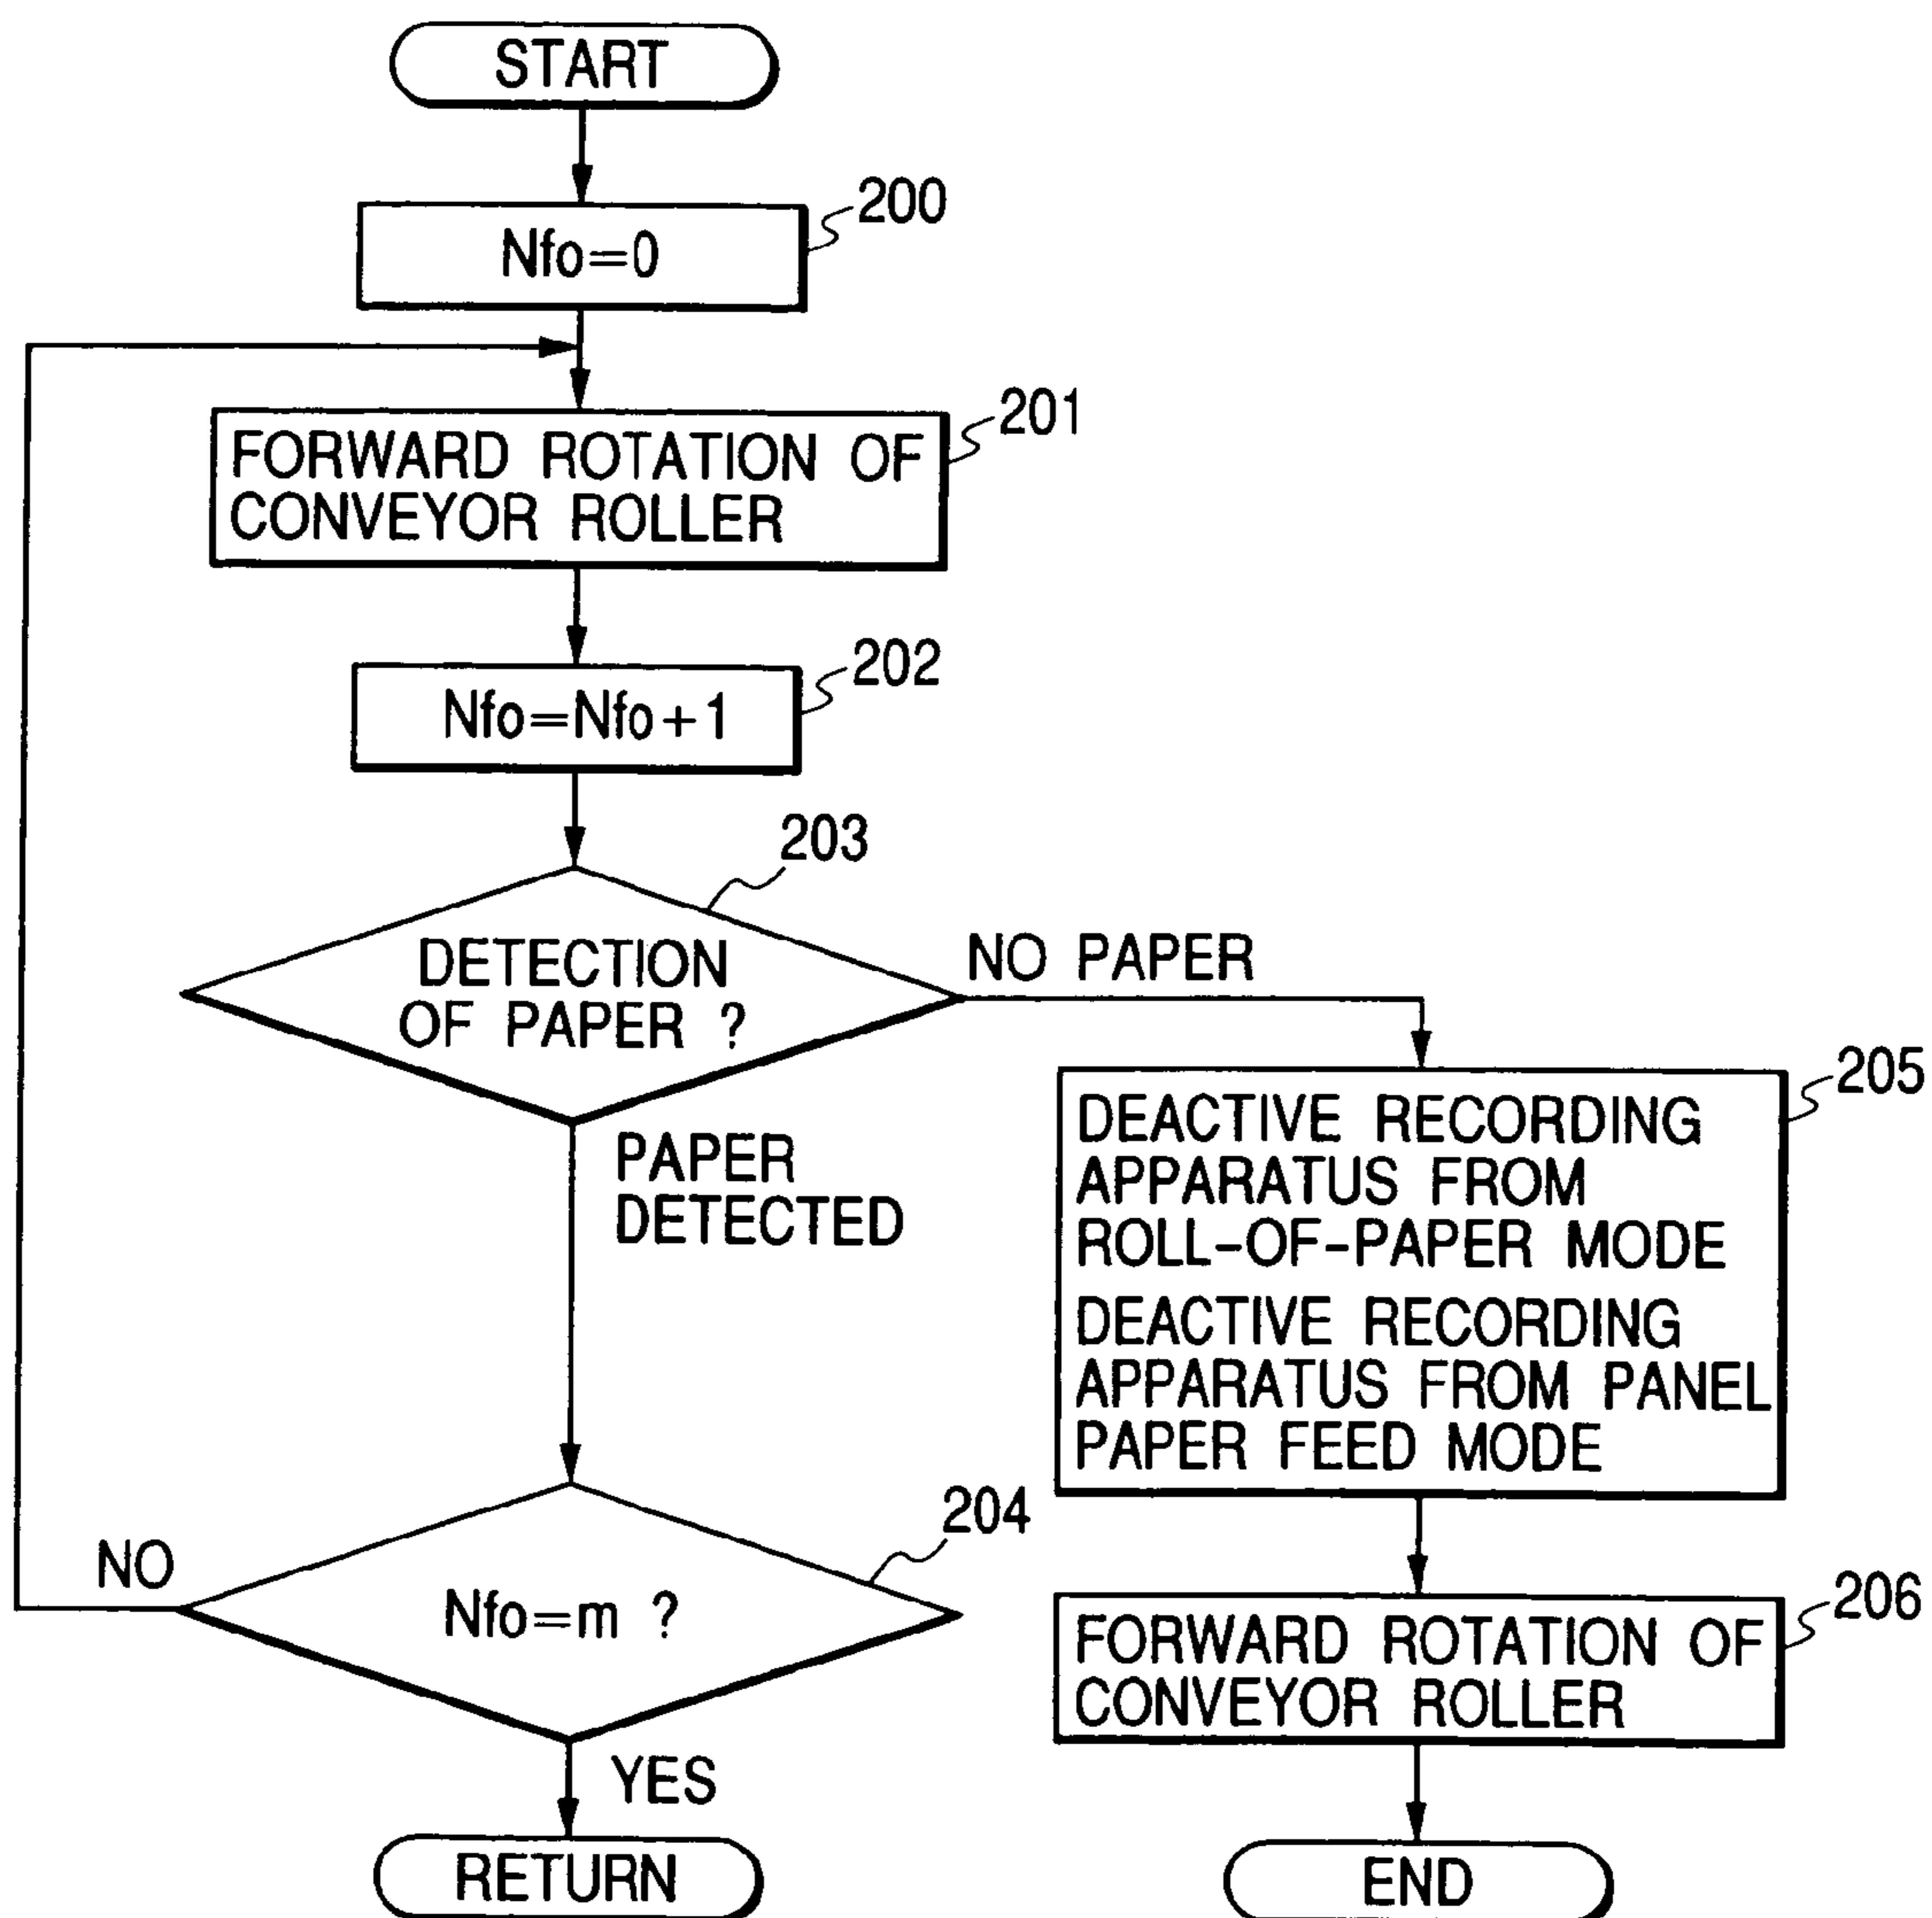 START
200
Nfo=0
201
FORWARD ROTATION OF
CONVEYOR ROLLER
202
Nfo=Nfo+1
203
DETECTION
OF PAPER ?
NO PAPER
PAPER
DETECTED
205
DEACTIVE RECORDING
APPARATUS FROM
ROLL-OF-PAPER MODE
DEACTIVE RECORDING
APPARATUS FROM PANEL
PAPER FEED MODE
204
NO
Nfo=m ?
206
FORWARD ROTATION OF
CONVEYOR ROLLER
YES
RETURN
END